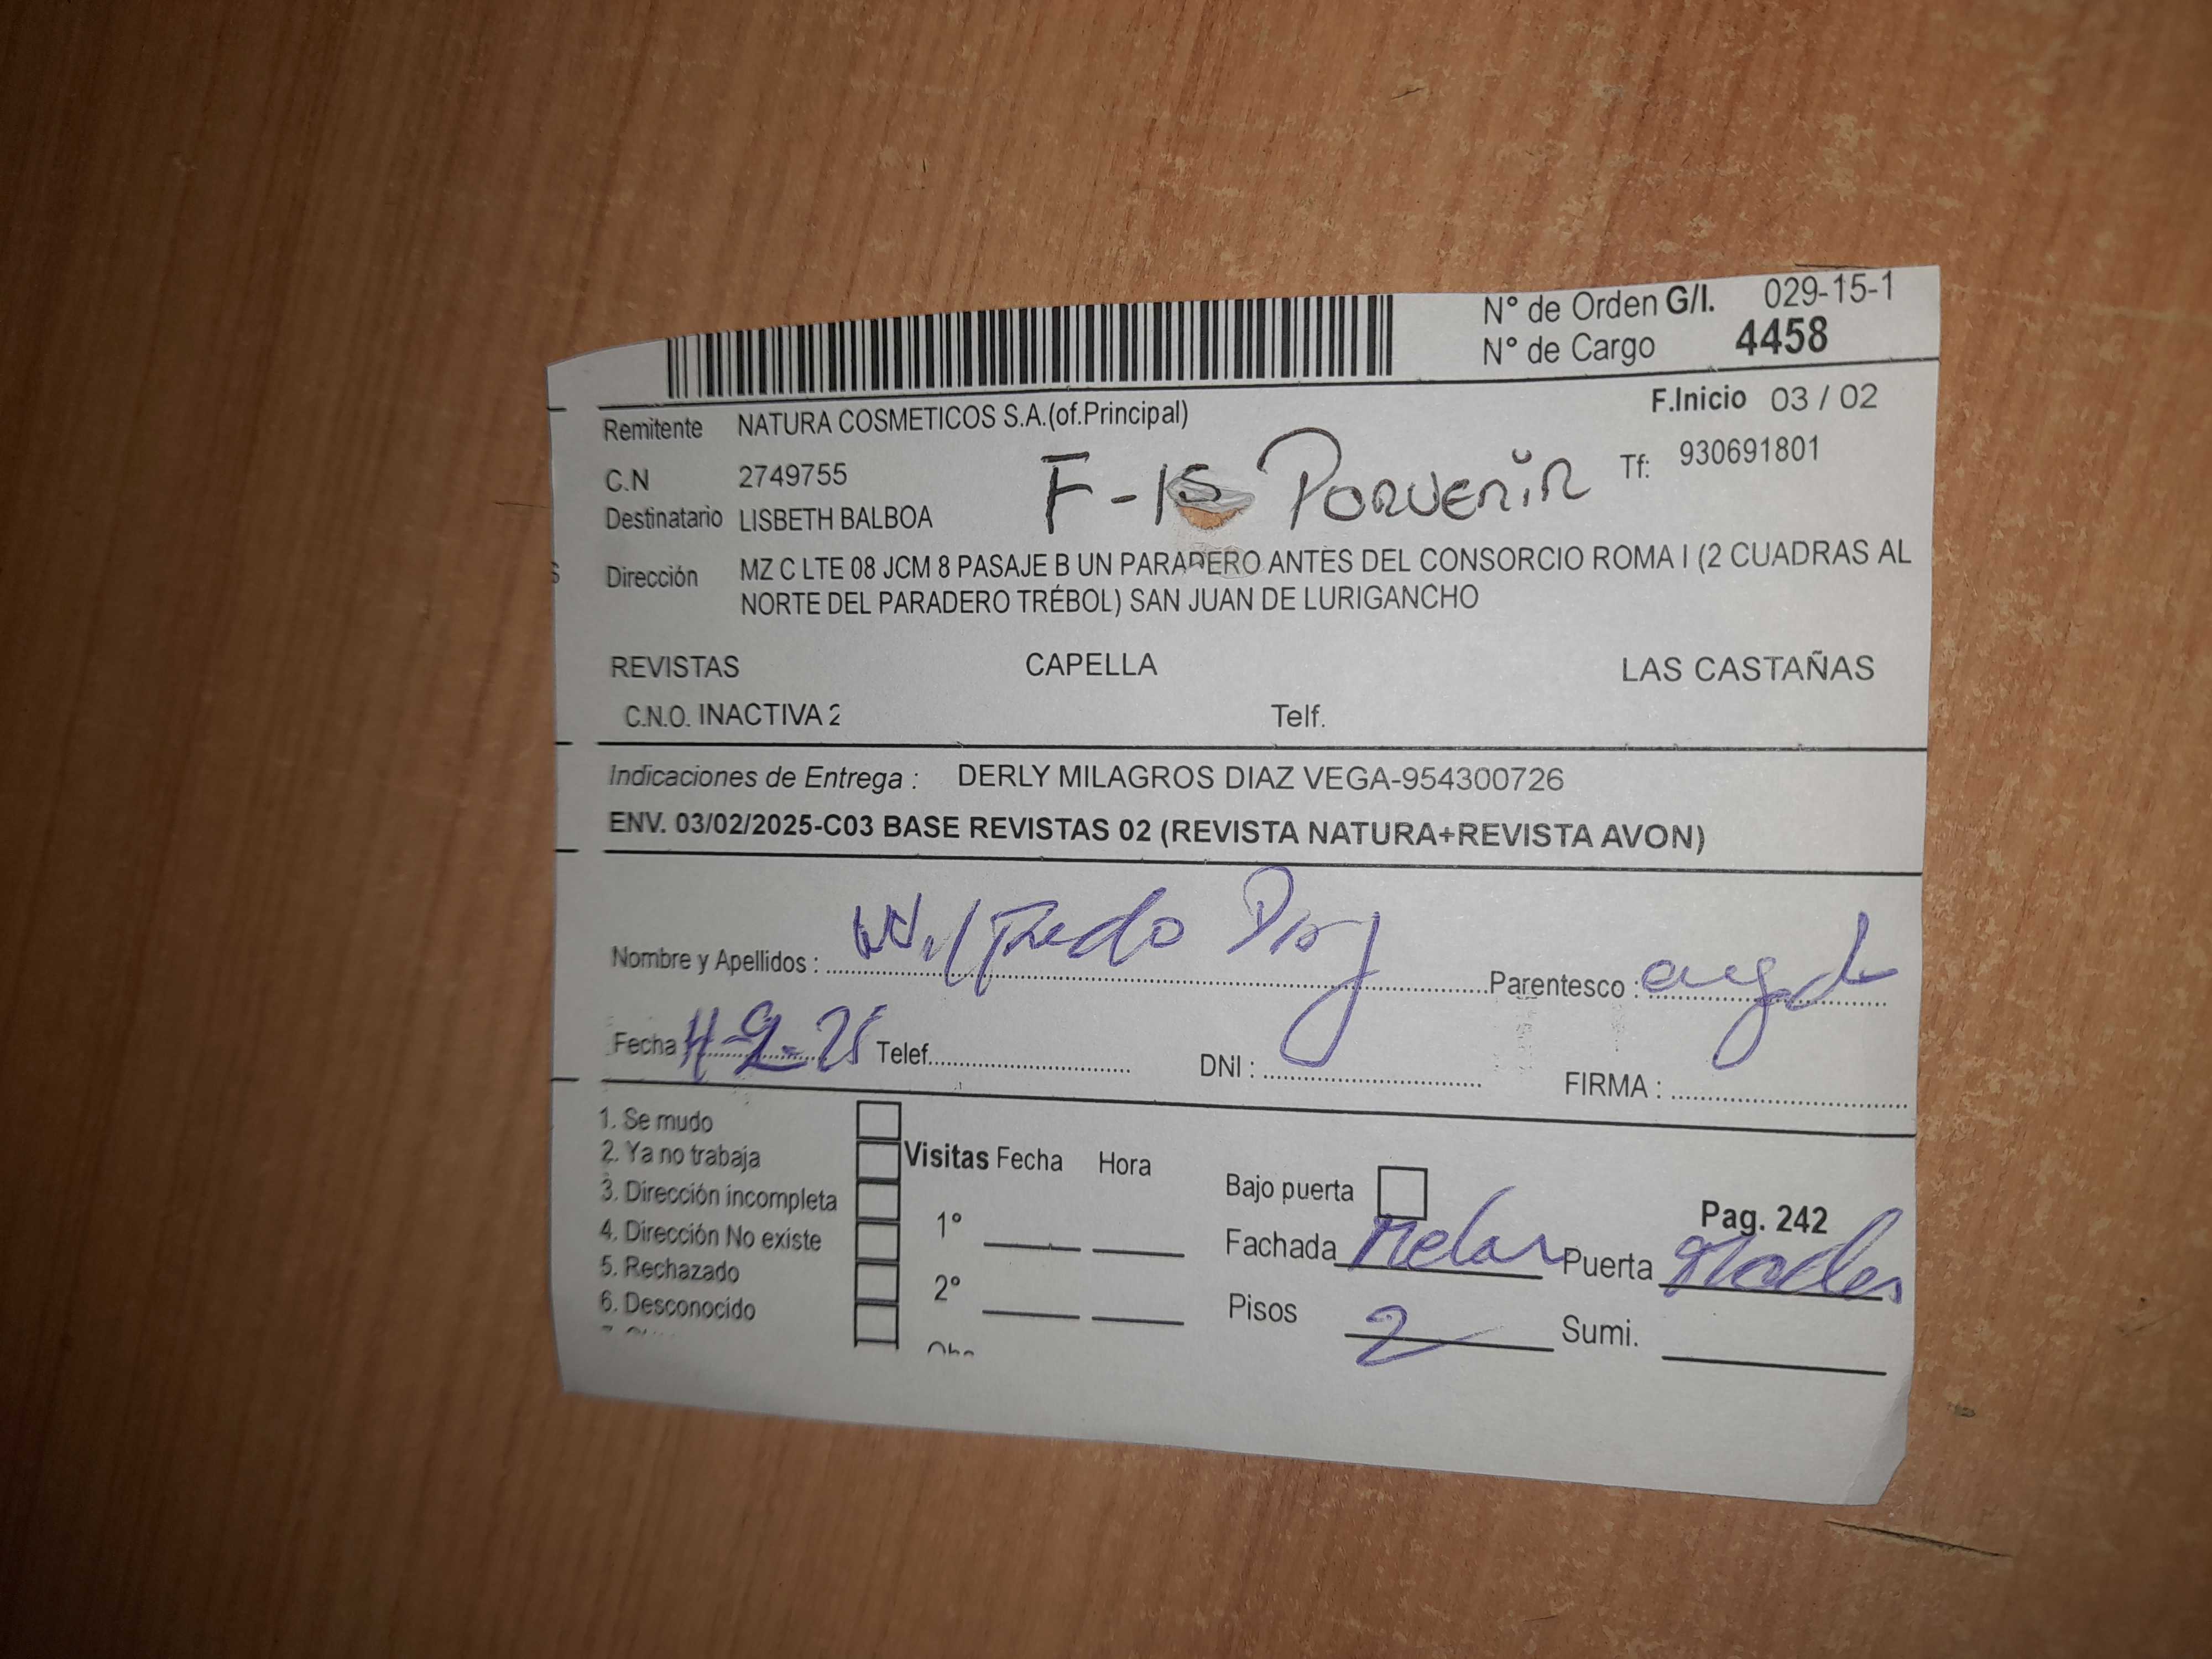 N° de Orden G/I. 029-15-1
N° de Cargo 4458
F.Inicio 03 / 02
Remitente NATURA COSMETICOS S.A.(of.Principal)
C.N 2749755
F-15 PORVENIR Tf: 930691801
Destinatario LISBETH BALBOA
Dirección MZ C LTE 08 JCM 8 PASAJE B UN PARADERO ANTES DEL CONSORCIO ROMA I (2 CUADRAS AL
NORTE DEL PARADERO TRÉBOL) SAN JUAN DE LURIGANCHO
REVISTAS CAPELLA LAS CASTAÑAS
C.N.O. INACTIVA 2 Telf.
Indicaciones de Entrega : DERLY MILAGROS DIAZ VEGA-954300726
ENV. 03/02/2025-C03 BASE REVISTAS 02 (REVISTA NATURA+REVISTA AVON)
Nombre y Apellidos : Wilfredo Parentesco :
Fecha Telef. DNI : FIRMA :
1. Se mudo
2. Ya no trabaja
3. Dirección incompleta
4. Dirección No existe
5. Rechazado
6. Desconocido
Visitas Fecha Hora
1°
2°
Bajo puerta
Pag. 242
Fachada Puerta
Pisos 2 Sumi.